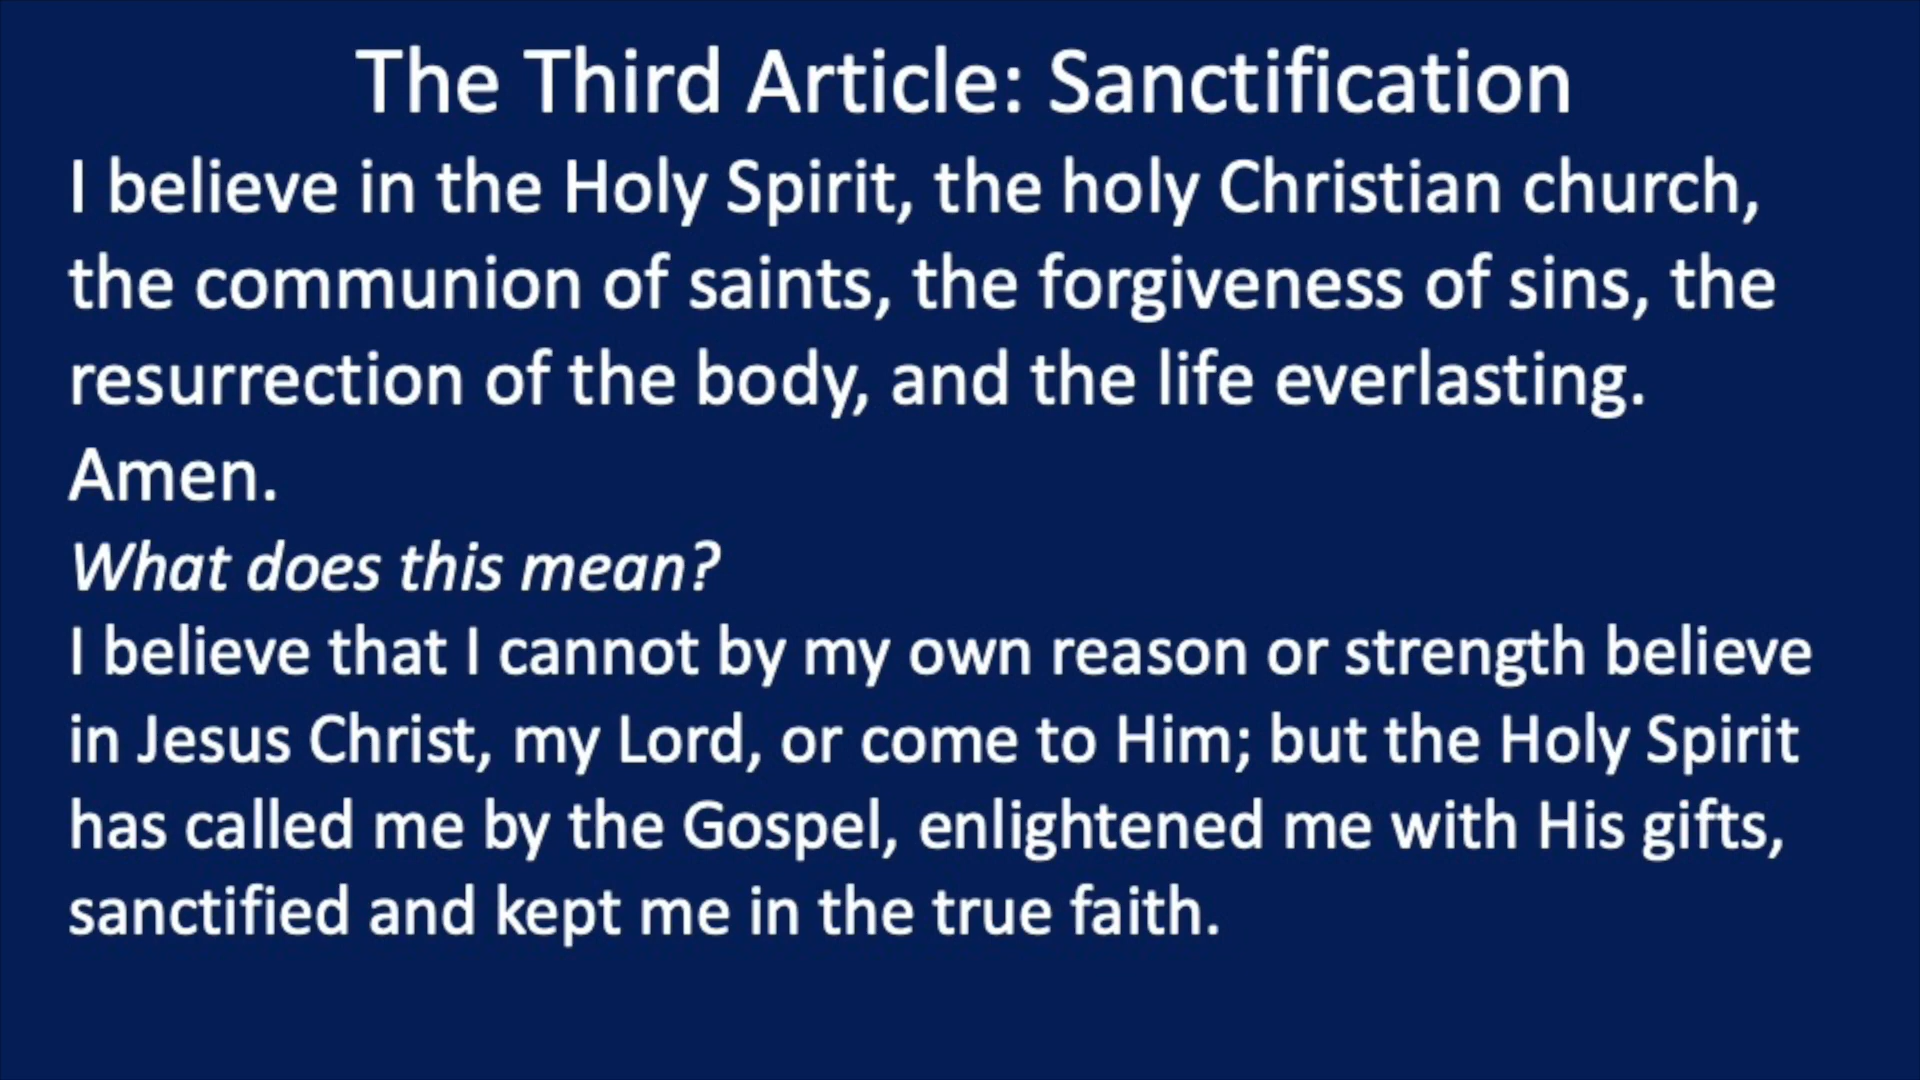 The Third Article: Sanctification
I believe in the Holy Spirit, the holy Christian church,
the communion of saints, the forgiveness of sins, the
resurrection of the body, and the life everlasting.
Amen.
What does this mean?
I believe that I cannot by my own reason or strength believe
in Jesus Christ, my Lord, or come to Him; but the Holy Spirit
has called me by the Gospel, enlightened me with His gifts,
sanctified and kept me in the true faith.